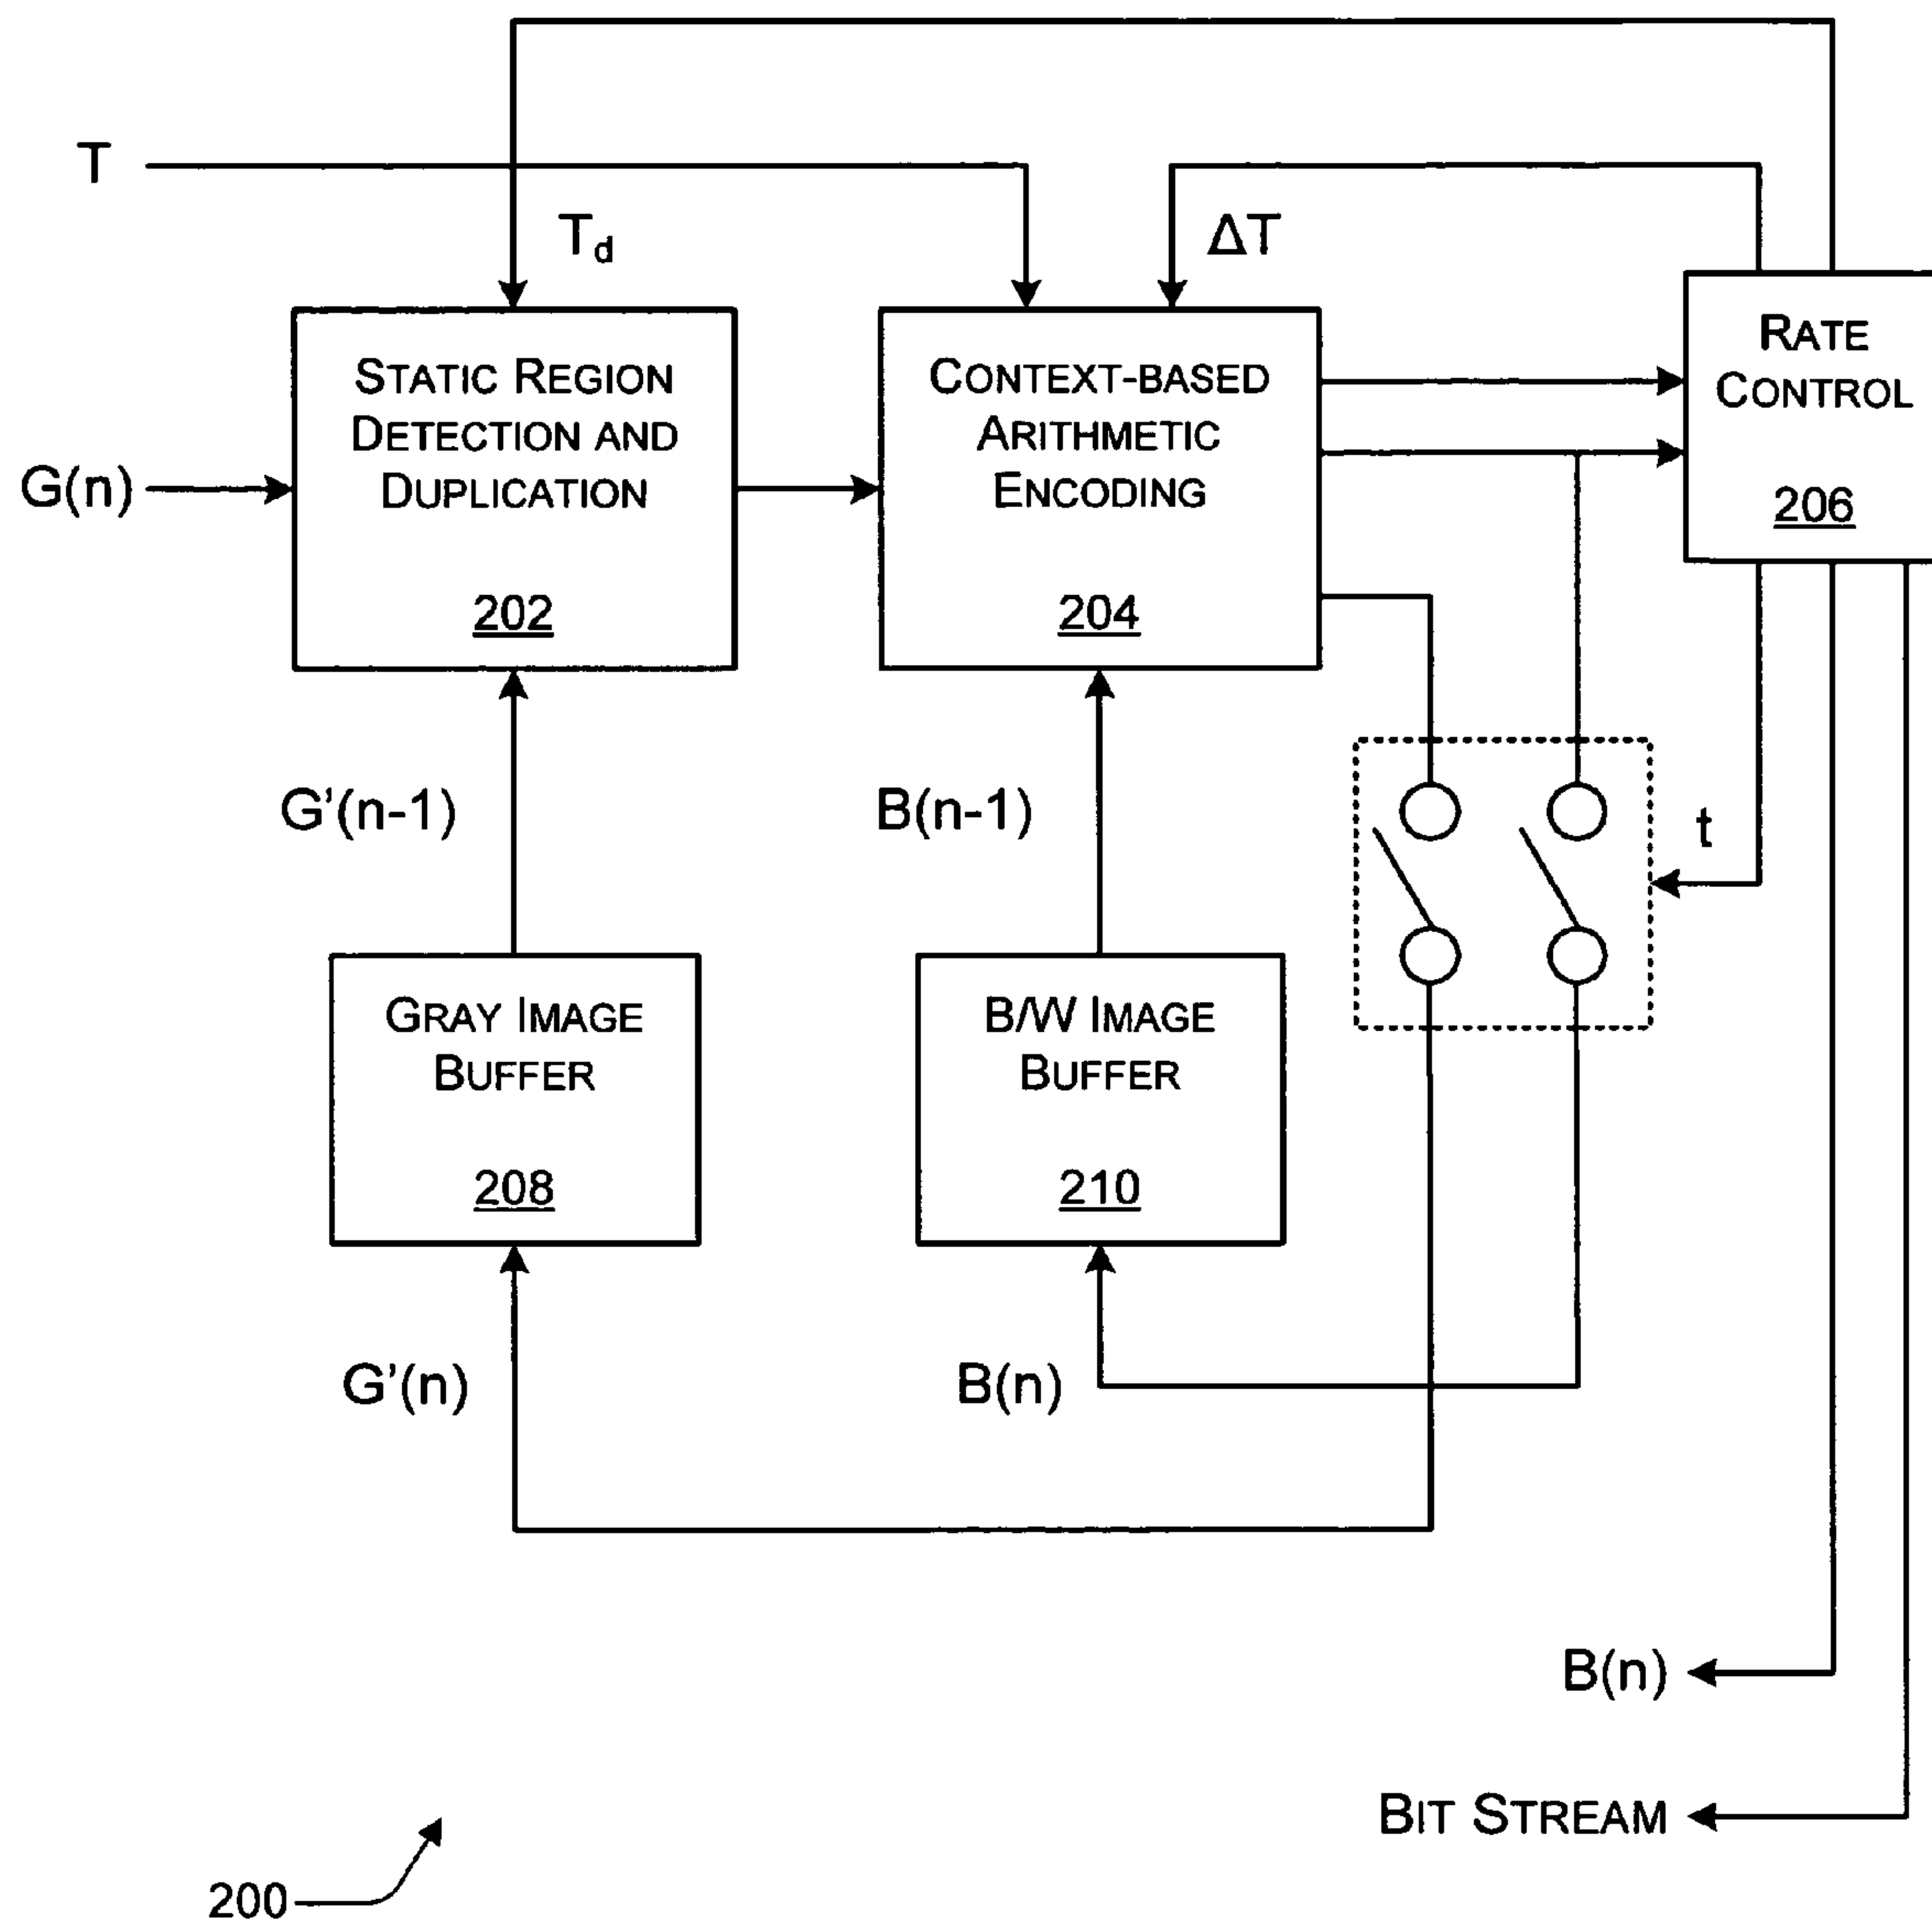 T
T_d
ΔT
RATE
CONTROL
206
STATIC REGION
DETECTION AND
DUPLICATION
202
CONTEXT-BASED
ARITHMETIC
ENCODING
204
G(n)
G'(n-1)
B(n-1)
t
GRAY IMAGE
BUFFER
208
B/W IMAGE
BUFFER
210
G'(n)
B(n)
B(n)
BIT STREAM
200